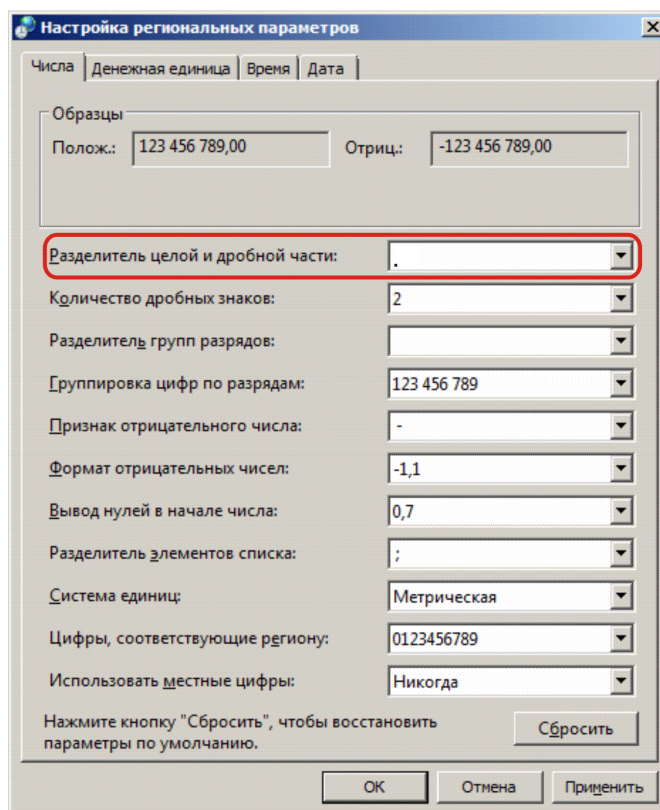 Настройка региональных параметров
Числа Денежная единица Время Дата
Образцы
Полож.: 123 456 789,00 Отриц.: -123 456 789,00
Разделитель целой и дробной части: .
Количество дробных знаков: 2
Разделитель групп разрядов:
Группировка цифр по разрядам: 123 456 789
Признак отрицательного числа: -
Формат отрицательных чисел: -1,1
Вывод нулей в начале числа: 0,7
Разделитель элементов списка: ;
Система единиц: Метрическая
Цифры, соответствующие региону: 0123456789
Использовать местные цифры: Никогда
Нажмите кнопку "Сбросить", чтобы восстановить
параметры по умолчанию.
Сбросить
ОК Отмена Применить